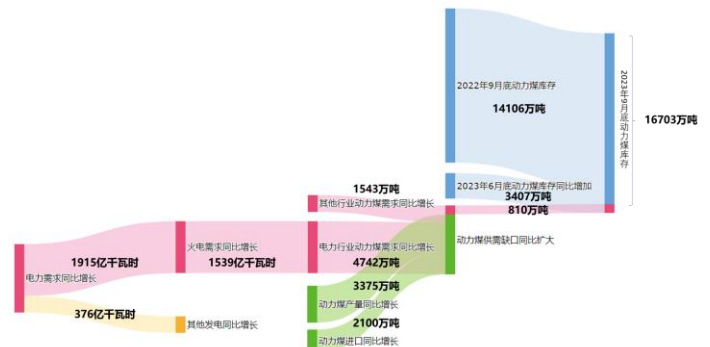 2022年9月底动力煤库存
14106万吨
2023年9月底动力煤库存
16703万吨
2023年6月底动力煤库存同比增加
3407万吨
1543万吨
其他行业动力煤需求同比增长
810万吨
火电需求同比增长
电力行业动力煤需求同比增长
动力煤供需缺口同比扩大
1915亿千瓦时
1539亿千瓦时
4742万吨
电力需求同比增长
3375万吨
动力煤产量同比增长
376亿千瓦时
其他发电同比增长
2100万吨
动力煤进口同比增长